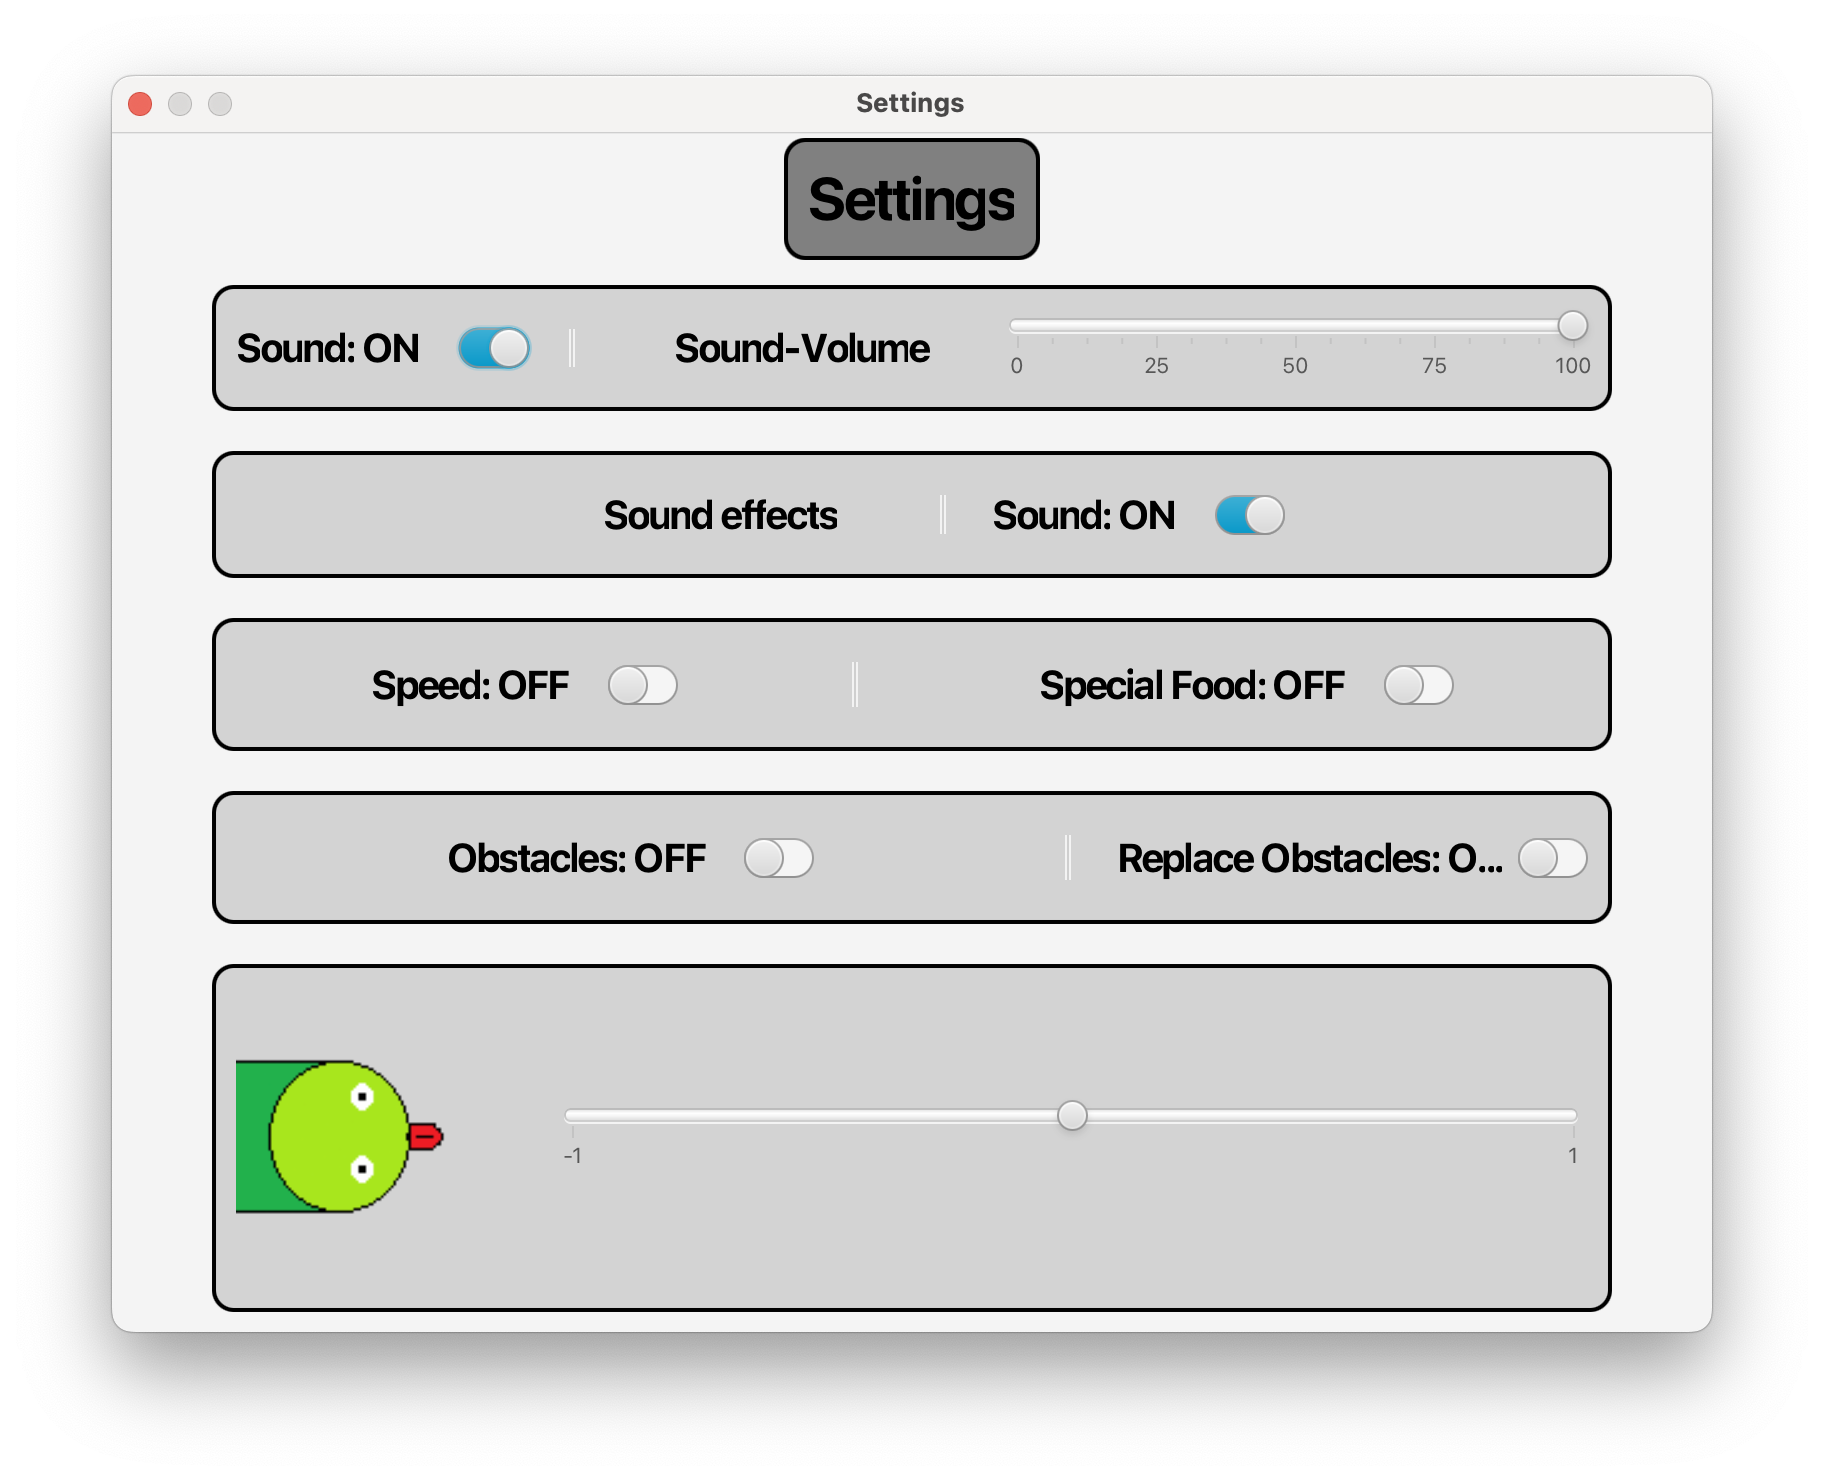 Settings
Settings
Sound: ON Sound-Volume
0 25 50 75 100
Sound effects Sound: ON
Speed: OFF Special Food: OFF
Obstacles: OFF Replace Obstacles: O...
-1 1